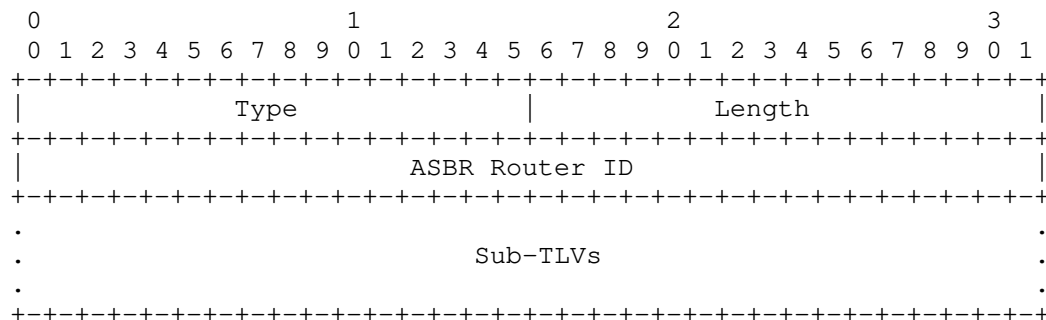 0                   1                   2                   3
 0 1 2 3 4 5 6 7 8 9 0 1 2 3 4 5 6 7 8 9 0 1 2 3 4 5 6 7 8 9 0 1
+-+-+-+-+-+-+-+-+-+-+-+-+-+-+-+-+-+-+-+-+-+-+-+-+-+-+-+-+-+-+-+-+
|             Type              |             Length            |
+-+-+-+-+-+-+-+-+-+-+-+-+-+-+-+-+-+-+-+-+-+-+-+-+-+-+-+-+-+-+-+-+
|                        ASBR Router ID                         |
+-+-+-+-+-+-+-+-+-+-+-+-+-+-+-+-+-+-+-+-+-+-+-+-+-+-+-+-+-+-+-+-+
.                                                               .
.                            Sub-TLVs                           .
.                                                               .
+-+-+-+-+-+-+-+-+-+-+-+-+-+-+-+-+-+-+-+-+-+-+-+-+-+-+-+-+-+-+-+-+